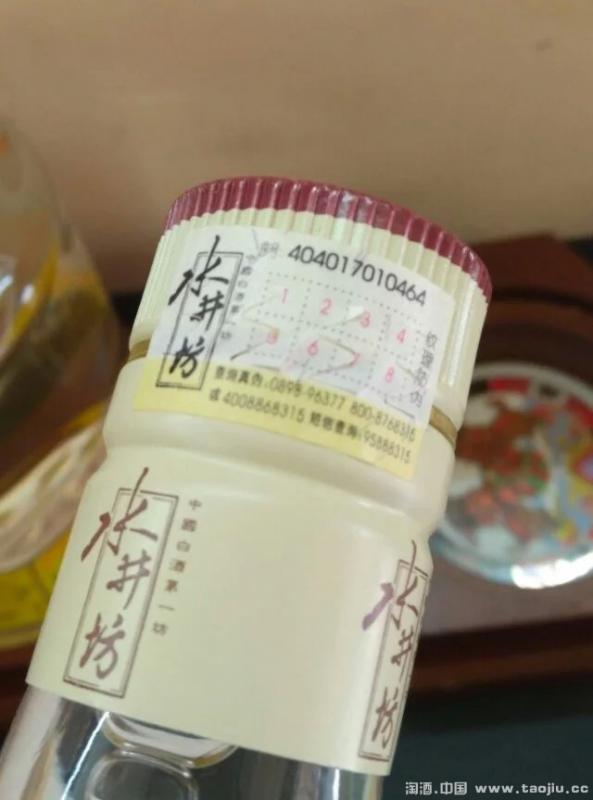 404017010464
水井坊
中國白酒第一坊
1 2 3 4
5 6 7 8
纹理防伪
查询真伪:0898-96377 800-8768315
或4008868315 短信查询:95888315
水井坊
中國白酒第一坊
水井坊
淘酒.中国 www.taojiu.cc